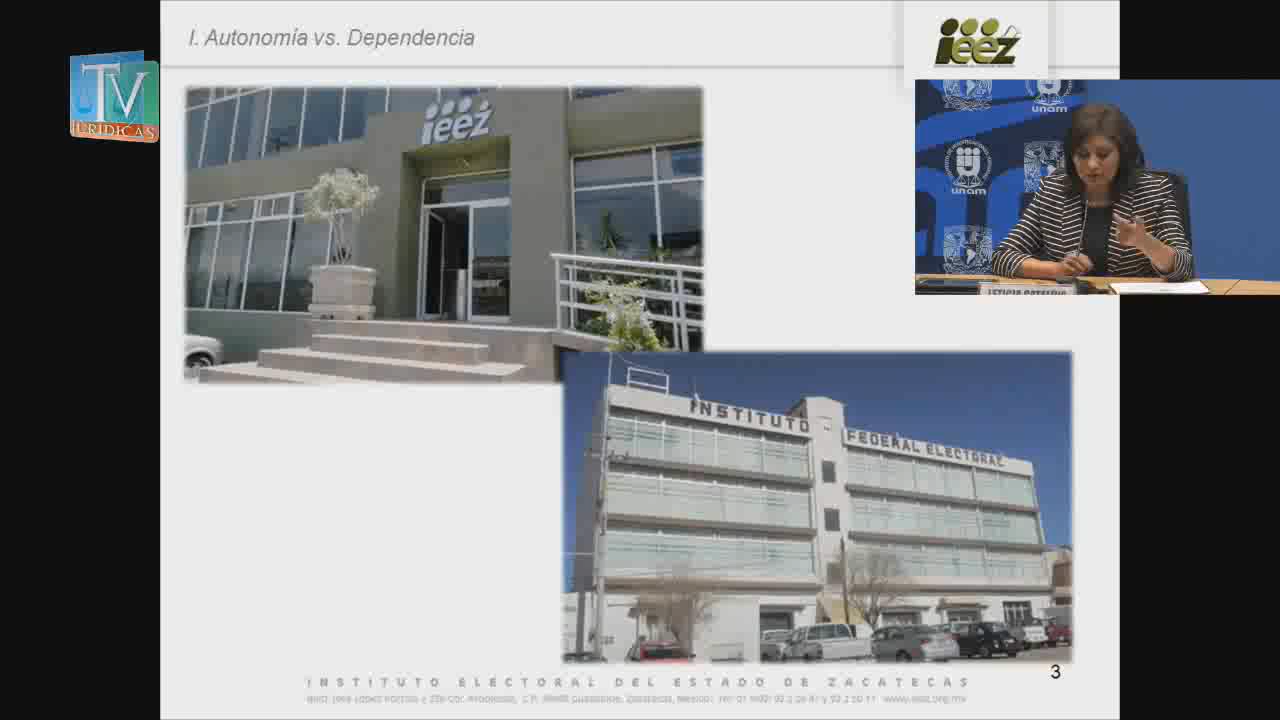 I. Autonomía vs. Dependencia
ieez
TV
JURIDICAS
ieez
unam
unam
LETICIA
INSTITUTO FEDERAL ELECTORAL
3
INSTITUTO ELECTORAL DEL ESTADO DE ZACATECAS